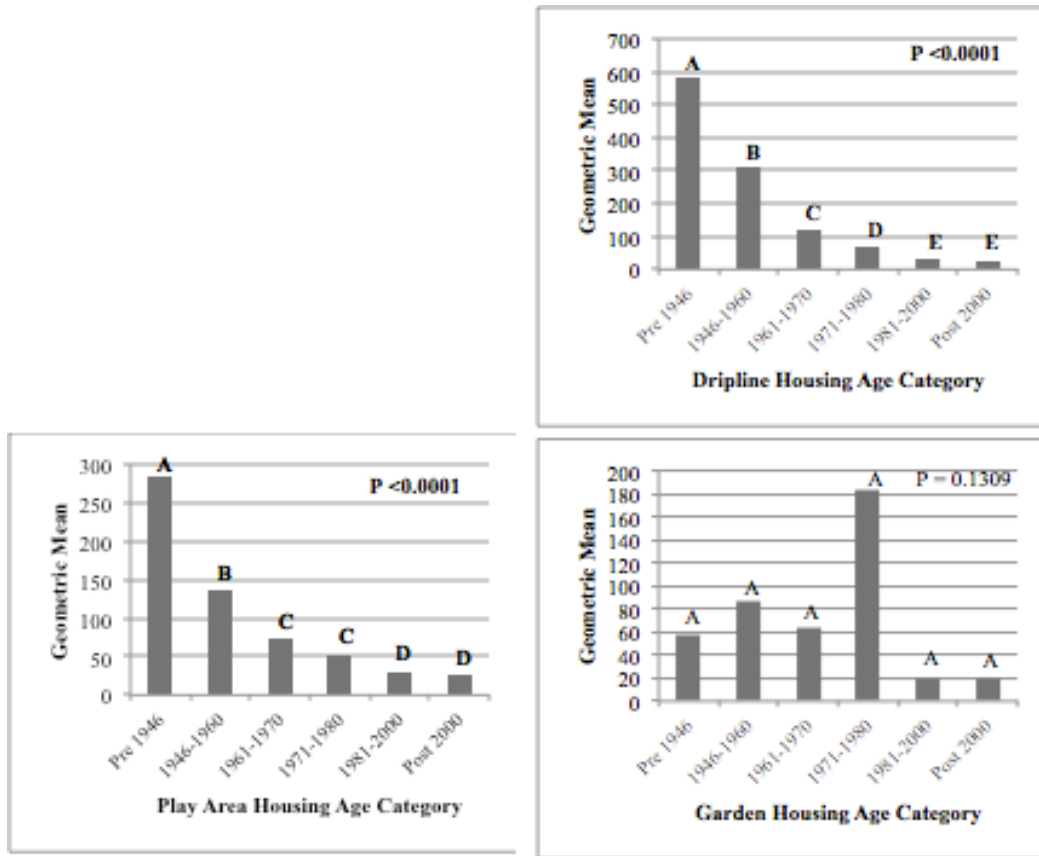 700
600
500
400
300
200
100
0
Geometric Mean
P <0.0001
A
B
C
D
E
E
Pre 1946
1946-1960
1961-1970
1971-1980
1981-2000
Post 2000
Dripline Housing Age Category
300
250
200
150
100
50
0
Geometric Mean
P <0.0001
A
B
C
C
D
D
Pre 1946
1946-1960
1961-1970
1971-1980
1981-2000
Post 2000
Play Area Housing Age Category
200
180
160
140
120
100
80
60
40
20
0
Geometric Mean
P = 0.1309
A
A
A
A
A
A
Pre 1946
1946-1960
1961-1970
1971-1980
1981-2000
Post 2000
Garden Housing Age Category